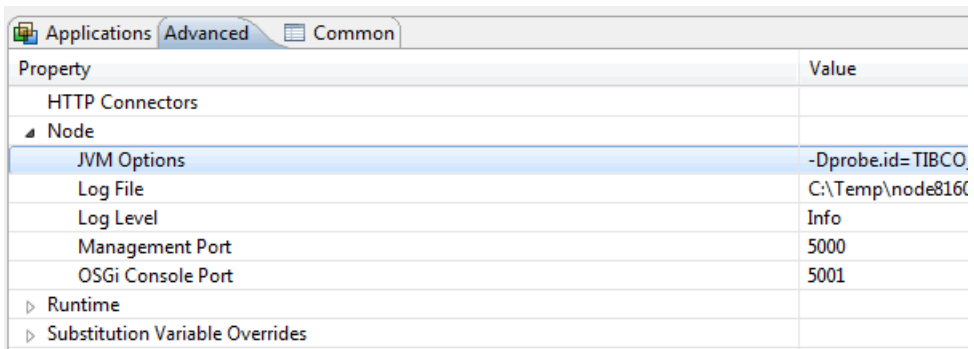 Applications Advanced Common
Property Value
HTTP Connectors
Node
JVM Options -Dprobe.id=TIBCO_
Log File C:\Temp\node8160
Log Level Info
Management Port 5000
OSGi Console Port 5001
Runtime
Substitution Variable Overrides